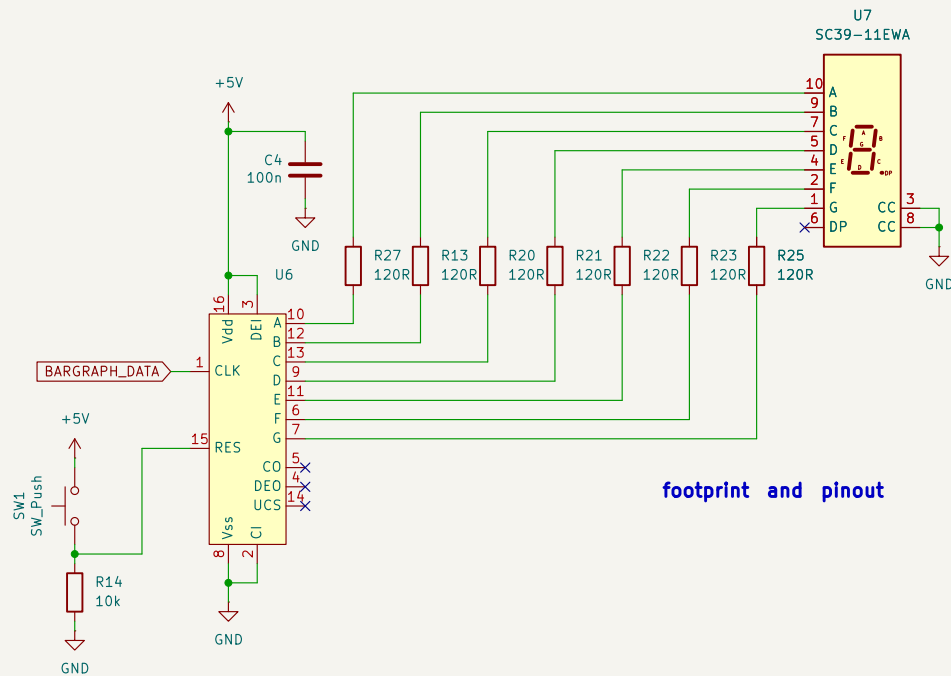 U7
SC39-11EWA
+5V
10 A
9 B
7 C
5 D
4 E
2 F
1 G
6 DP
CC 3
CC 8
A
F B
G
E C
D
DP
C4
100n
GND
GND
R27
120R
R13
120R
R20
120R
R21
120R
R22
120R
R23
120R
R25
120R
U6
16
Vdd
3
DEI
A 10
B 12
C 13
D 9
E 11
F 6
G 7
CO 5
DEO 4
UCS 14
BARGRAPH_DATA
1 CLK
15 RES
+5V
SW1
SW_Push
Vss
8
CI
2
GND
R14
10k
GND
footprint and pinout